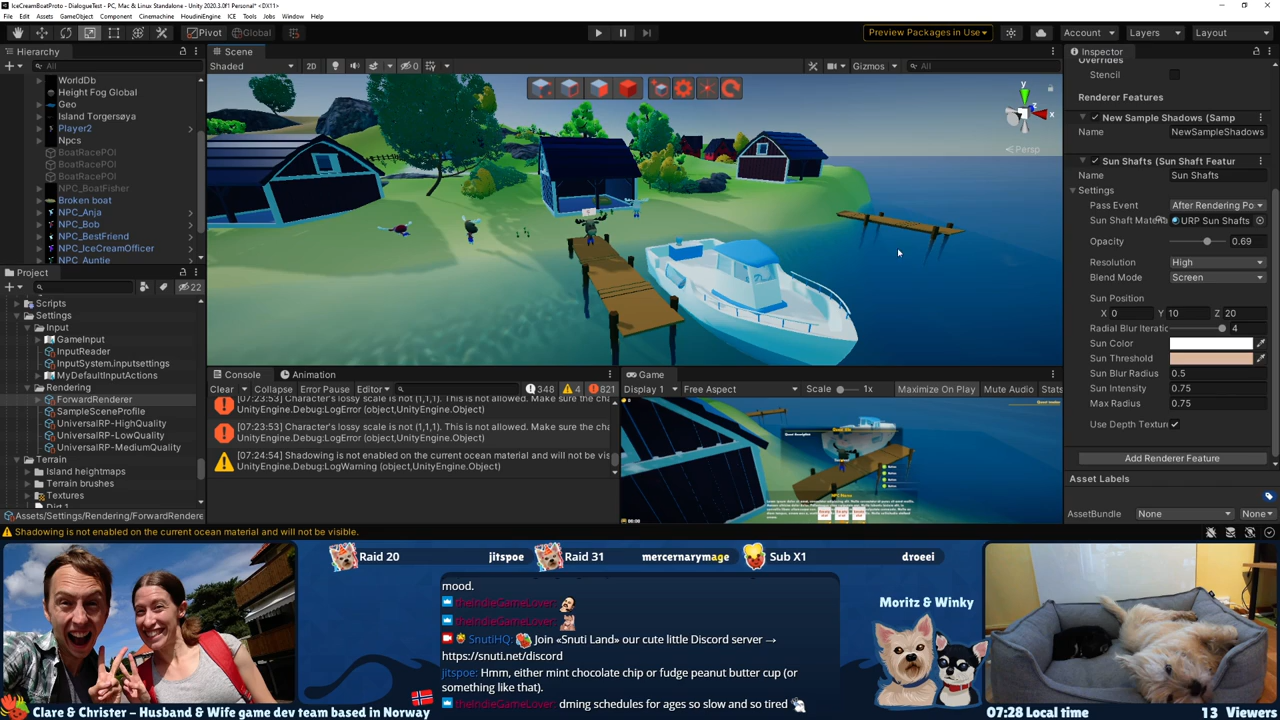 IceCreamBoatProto - DialogueTest - PC, Mac & Linux Standalone - Unity 2020.3.0f1 Personal* <DX11>
File Edit Assets GameObject Component Cinemachine HoudiniEngine ICE Tools Jobs Window Help
Pivot Global Preview Packages in Use Account Layers Layout
Hierarchy
All
WorldDb
Height Fog Global
Geo
Island Torgersøya
Player2
Npcs
BoatRacePOI
BoatRacePOI
BoatRacePOI
NPC_BoatFisher
Broken boat
NPC_Anja
NPC_Bob
NPC_BestFriend
NPC_IceCreamOfficer
NPC_Auntie
Project
22
Scripts
Settings
Input
GameInput
InputReader
InputSystem.inputsettings
MyDefaultInputActions
Rendering
ForwardRenderer
SampleSceneProfile
UniversalRP-HighQuality
UniversalRP-LowQuality
UniversalRP-MediumQuality
Terrain
Island heightmaps
Terrain brushes
Textures
Dirt 1
Assets/Settings/Rendering/ForwardRendere
Scene
Shaded 2D 0 Gizmos All
y
x
Persp
Console Animation
Clear Collapse Error Pause Editor 348 4 821
[07:23:53] Character's lossy scale is not (1,1,1). This is not allowed. Make sure the cha
UnityEngine.Debug:LogError (object,UnityEngine.Object)
[07:23:53] Character's lossy scale is not (1,1,1). This is not allowed. Make sure the cha
UnityEngine.Debug:LogError (object,UnityEngine.Object)
[07:24:54] Shadowing is not enabled on the current ocean material and will not be vis
UnityEngine.Debug:LogWarning (object,UnityEngine.Object)
Game
Display 1 Free Aspect Scale 1x Maximize On Play Mute Audio Stats
NPC Name
Inspector
Overrides
Stencil
Renderer Features
New Sample Shadows (Samp
Name NewSampleShadows
Sun Shafts (Sun Shaft Featur
Name Sun Shafts
Settings
Pass Event After Rendering Po
Sun Shaft Materia URP Sun Shafts
Opacity 0.69
Resolution High
Blend Mode Screen
Sun Position
X 0 Y 10 Z 20
Radial Blur Iteratic 4
Sun Color
Sun Threshold
Sun Blur Radius 0.5
Sun Intensity 0.75
Max Radius 0.75
Use Depth Texture
Add Renderer Feature
Asset Labels
AssetBundle None None
Shadowing is not enabled on the current ocean material and will not be visible.
Raid 20 jitspoe Raid 31 mercernarymage Sub X1 droeei
mood.
theIndieGameLover:
theIndieGameLover:
SnutiHQ: Join «Snuti Land» our cute little Discord server →
https://snuti.net/discord
jitspoe: Hmm, either mint chocolate chip or fudge peanut butter cup (or
something like that).
theIndieGameLover: dming schedules for ages so slow and so tired
Moritz & Winky
Clare & Christer – Husband & Wife game dev team based in Norway
07:28 Local time 13 Viewers